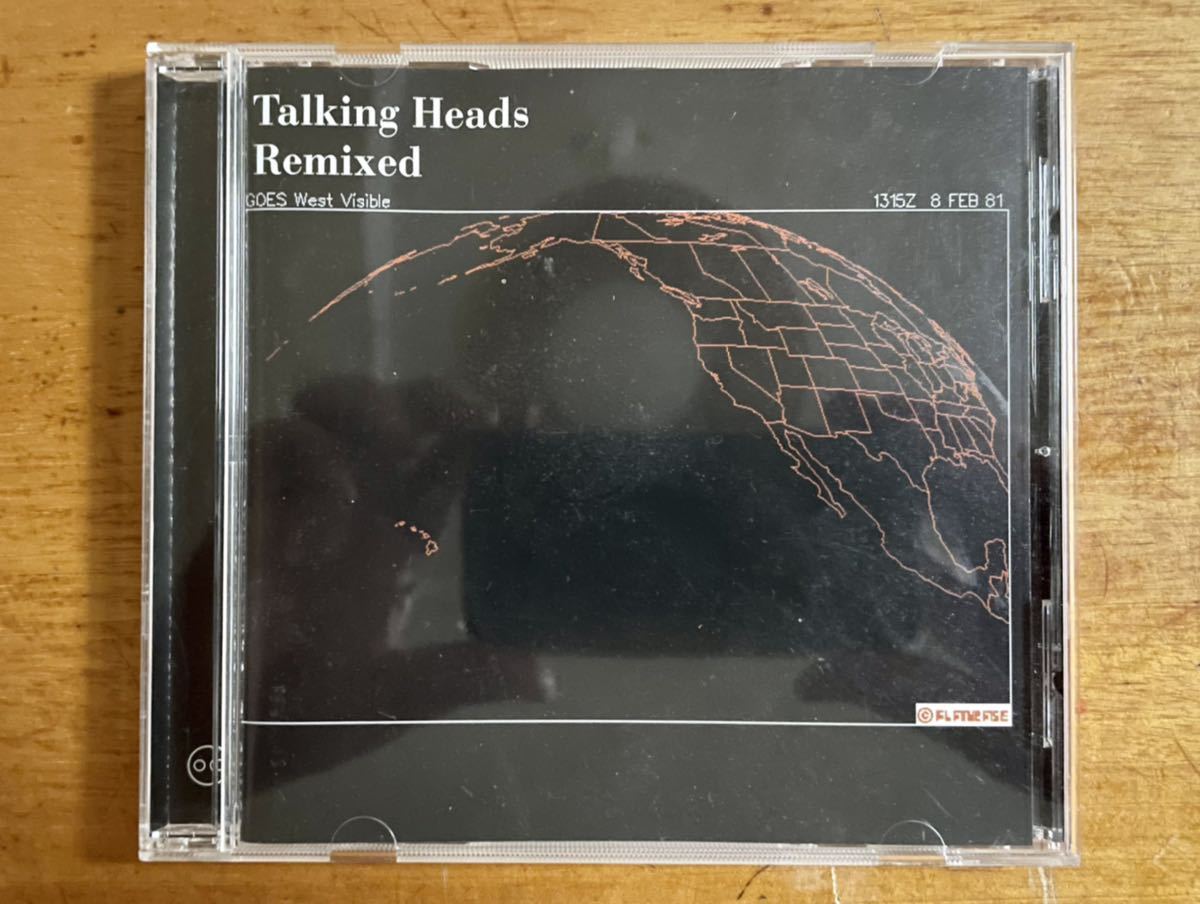 Talking Heads
Remixed
GOES West Visible
1315Z 8 FEB 81
©